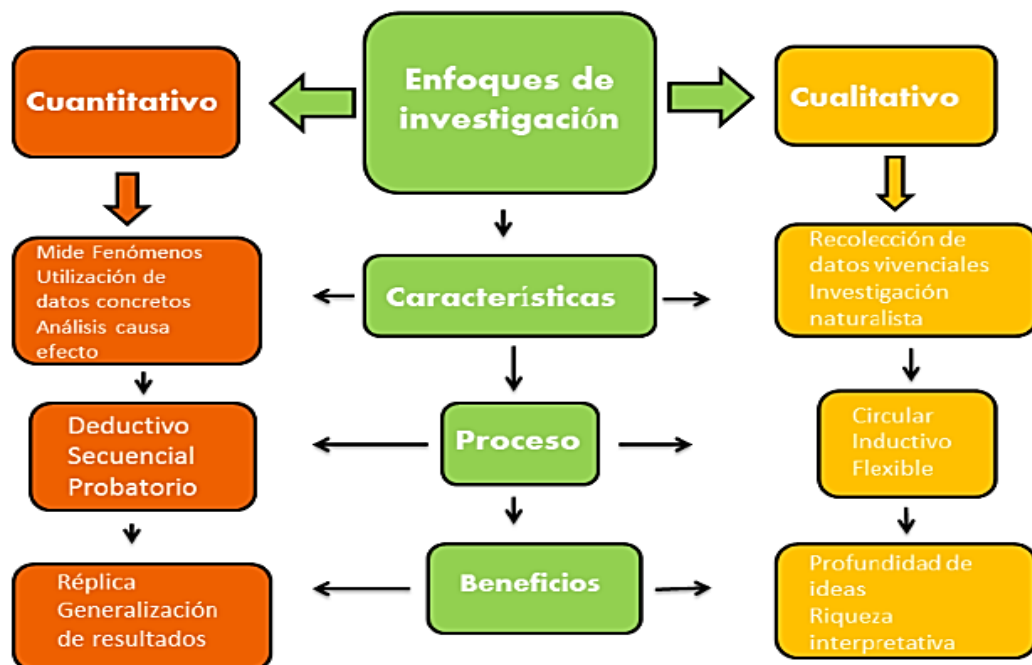 Enfoques de
investigación
Cuantitativo
Cualitativo
Mide Fenómenos
Utilización de
datos concretos
Análisis causa
efecto
Características
Recolección de
datos vivenciales
Investigación
naturalista
Deductivo
Secuencial
Probatorio
Proceso
Circular
Inductivo
Flexible
Réplica
Generalización
de resultados
Beneficios
Profundidad de
ideas
Riqueza
interpretativa